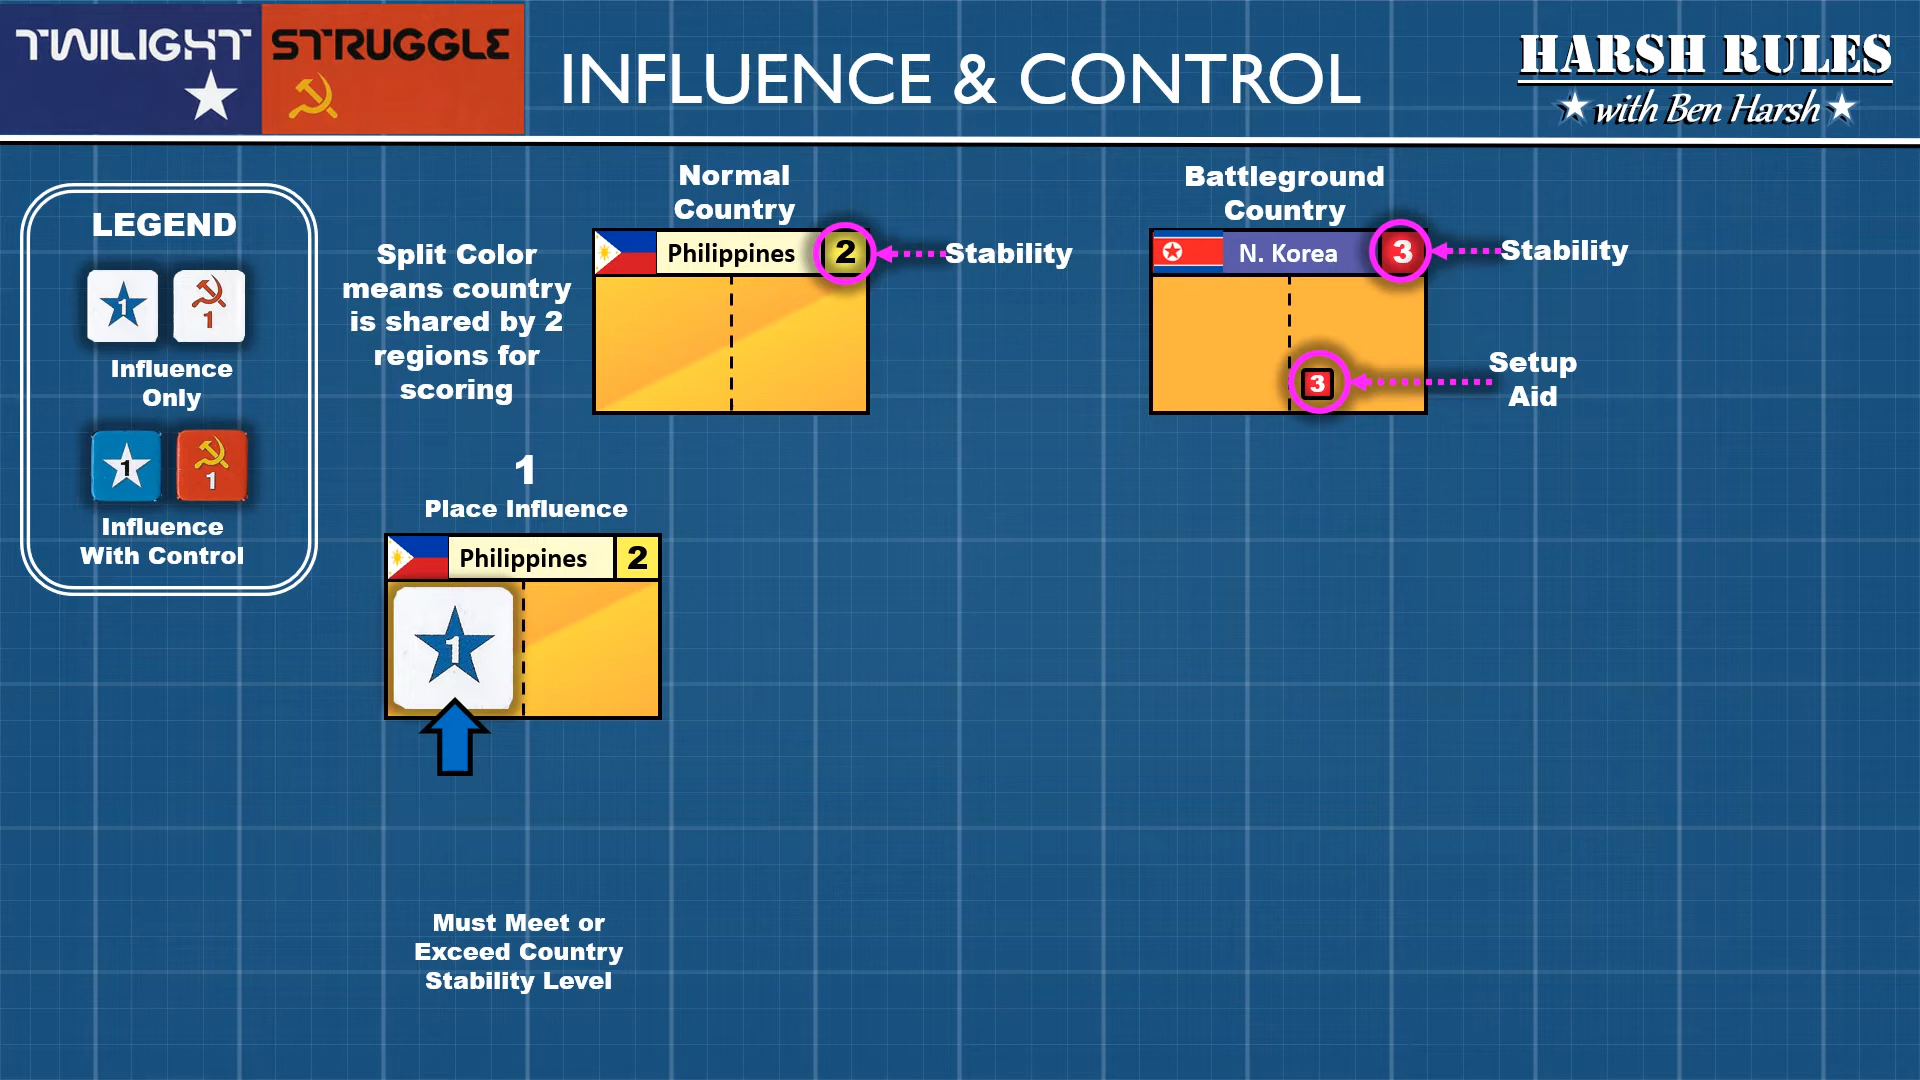 TWILIGHT STRUGGLE
INFLUENCE & CONTROL
HARSH RULES
with Ben Harsh
LEGEND
1
1
Influence
Only
1
1
Influence
With Control
Split Color
means country
is shared by 2
regions for
scoring
Normal
Country
Philippines 2
Stability
Battleground
Country
N. Korea 3
Stability
3
Setup
Aid
1
Place Influence
Philippines 2
1
Must Meet or
Exceed Country
Stability Level